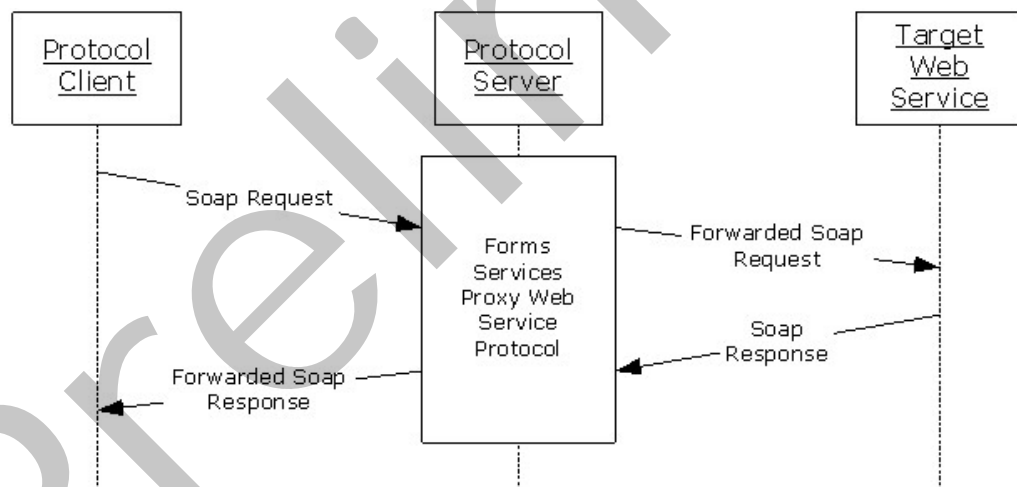 Protocol
Client
Protocol
Server
Target
Web
Service
Soap Request
Forwarded Soap
Request
Forms
Services
Proxy Web
Service
Protocol
Soap
Response
Forwarded Soap
Response
Prelim